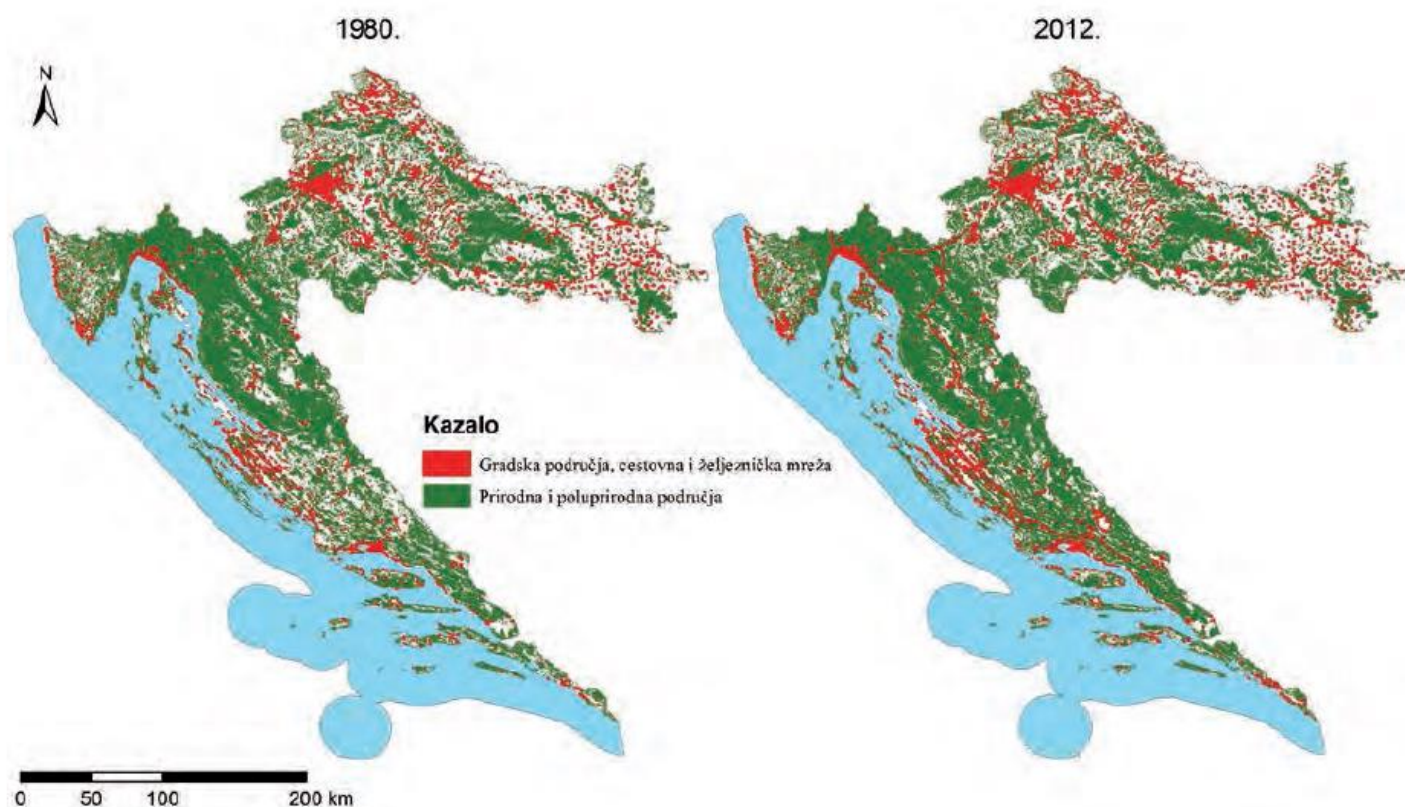 1980.
2012.
N
Kazalo
Gradska područja, cestovna i željeznička mreža
Prirodna i poluprirodna područja
0 50 100 200 km